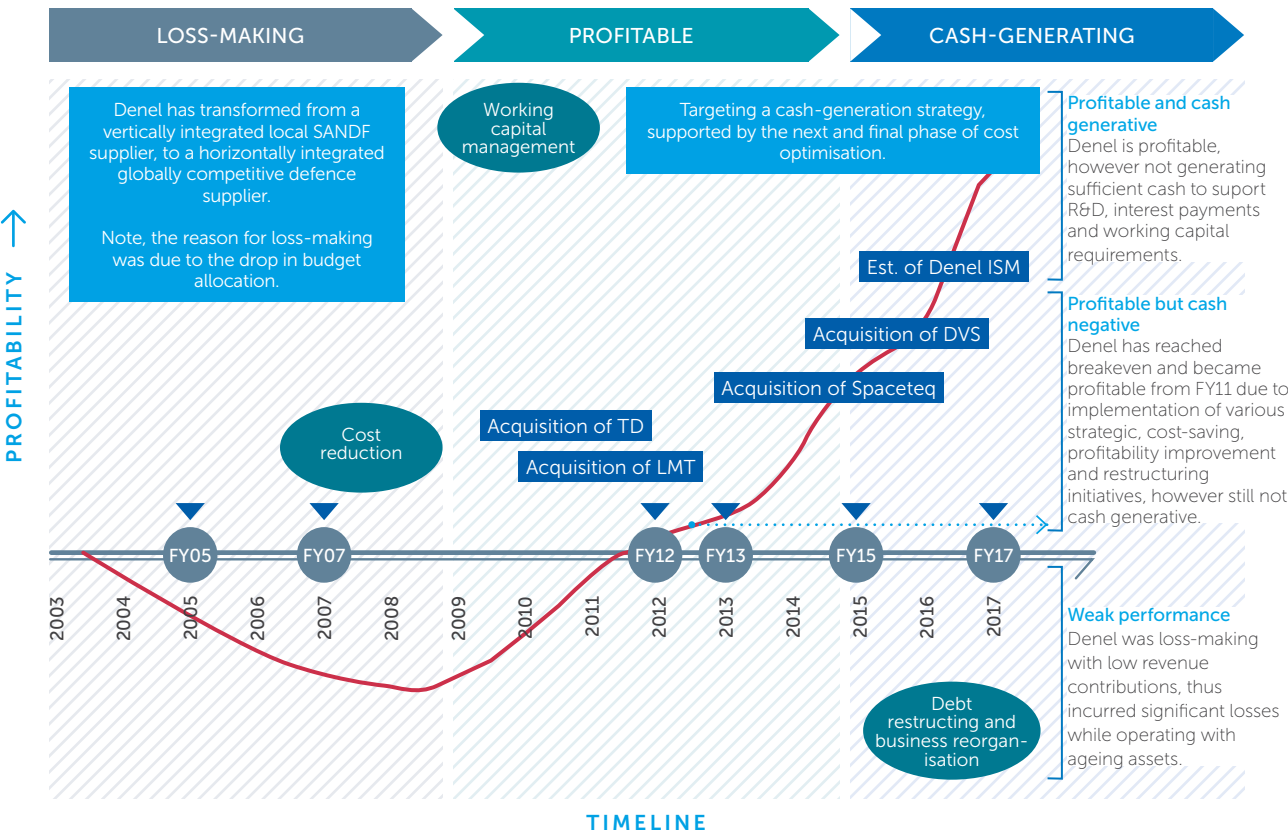 LOSS-MAKING
PROFITABLE
CASH-GENERATING
Denel has transformed from a
vertically integrated local SANDF
supplier, to a horizontally integrated
globally competitive defence
supplier.
Note, the reason for loss-making
was due to the drop in budget
allocation.
Working
capital
management
Targeting a cash-generation strategy,
supported by the next and final phase of cost
optimisation.
Profitable and cash
generative
Denel is profitable,
however not generating
sufficient cash to suport
R&D, interest payments
and working capital
requirements.
PROFITABILITY
Est. of Denel ISM
Acquisition of DVS
Acquisition of Spaceteq
Acquisition of TD
Acquisition of LMT
Cost
reduction
Profitable but cash
negative
Denel has reached
breakeven and became
profitable from FY11 due to
implementation of various
strategic, cost-saving,
profitability improvement
and restructuring
initiatives, however still not
cash generative.
FY05
FY07
FY12
FY13
FY15
FY17
2003
2004
2005
2006
2007
2008
2009
2010
2011
2012
2013
2014
2015
2016
2017
Weak performance
Denel was loss-making
with low revenue
contributions, thus
incurred significant losses
while operating with
ageing assets.
Debt
restructing and
business reorgan-
isation
TIMELINE